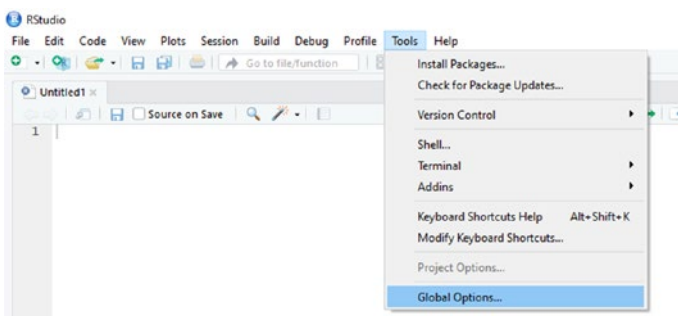 RStudio
File Edit Code View Plots Session Build Debug Profile Tools Help
Go to file/function
Install Packages...
Check for Package Updates...
Untitled1
Source on Save
Version Control
1
Shell...
Terminal
Addins
Keyboard Shortcuts Help Alt+Shift+K
Modify Keyboard Shortcuts...
Project Options...
Global Options...